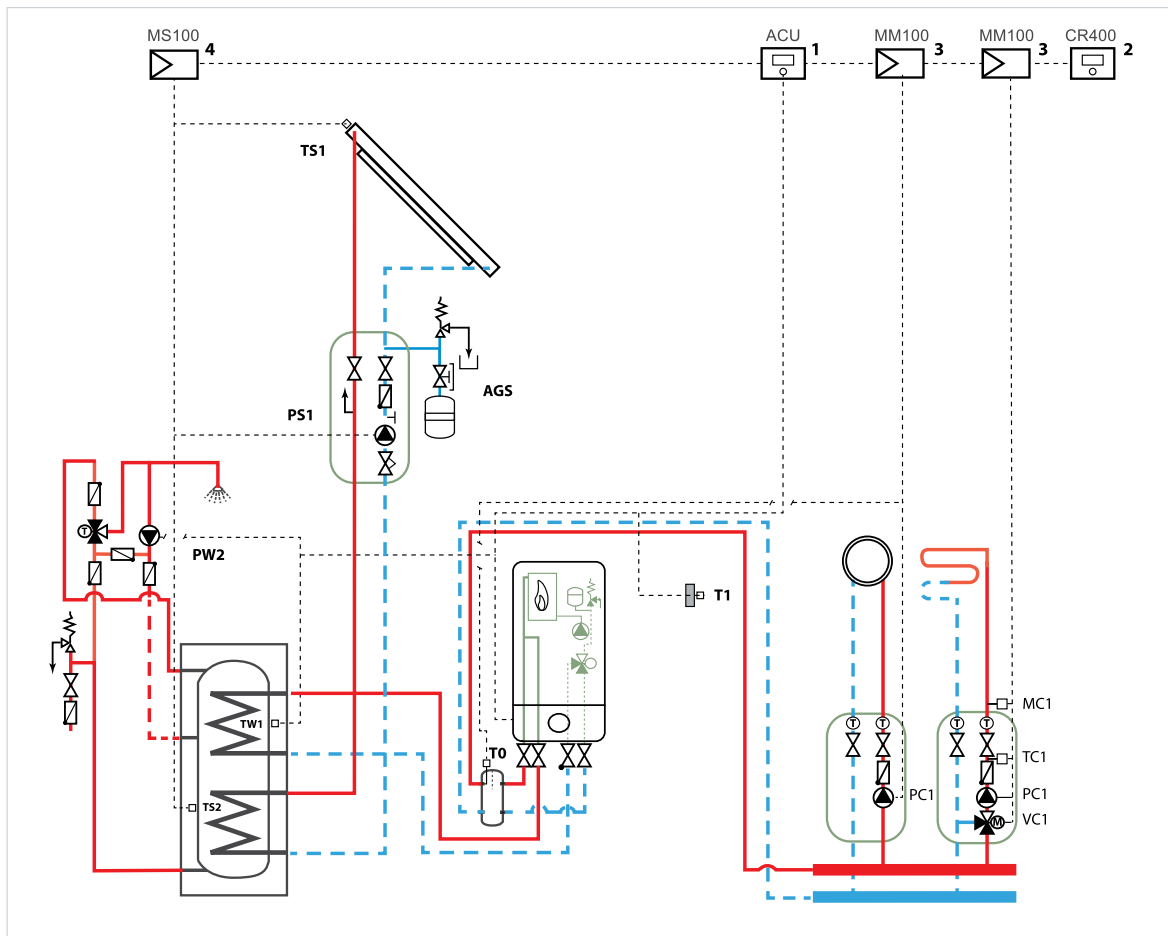 MS100 4
ACU 1
MM100 3
MM100 3
CR400 2
TS1
AGS
PS1
T
PW2
T1
TW1
T0
TS2
MC1
T T T T
TC1
PC1
PC1
VC1
M